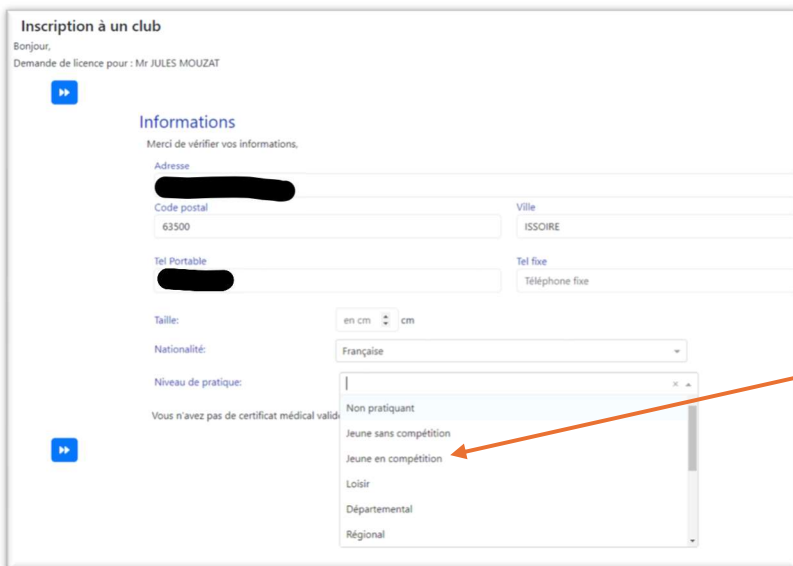 Inscription à un club
Bonjour,
Demande de licence pour : Mr JULES MOUZAT
Informations
Merci de vérifier vos informations,
Adresse
Code postal
Ville
63500
ISSOIRE
Tel Portable
Tel fixe
Téléphone fixe
Taille:
en cm
cm
Nationalité:
Française
Niveau de pratique:
Non pratiquant
Vous n'avez pas de certificat médical valid
Jeune sans compétition
Jeune en compétition
Loisir
Départemental
Régional